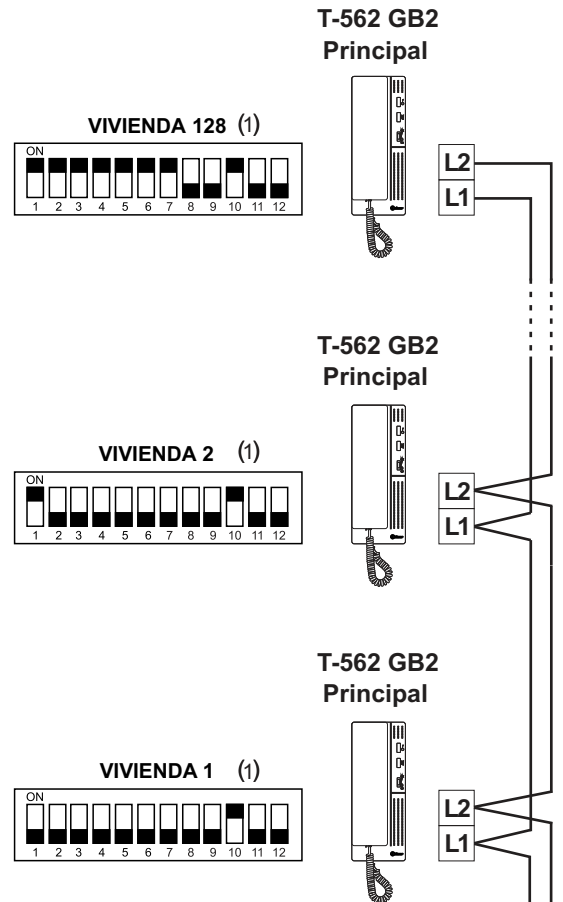 T-562 GB2
Principal
VIVIENDA 128 (1)
ON
1 2 3 4 5 6 7 8 9 10 11 12
L2
L1
T-562 GB2
Principal
VIVIENDA 2 (1)
ON
1 2 3 4 5 6 7 8 9 10 11 12
L2
L1
T-562 GB2
Principal
VIVIENDA 1 (1)
ON
1 2 3 4 5 6 7 8 9 10 11 12
L2
L1